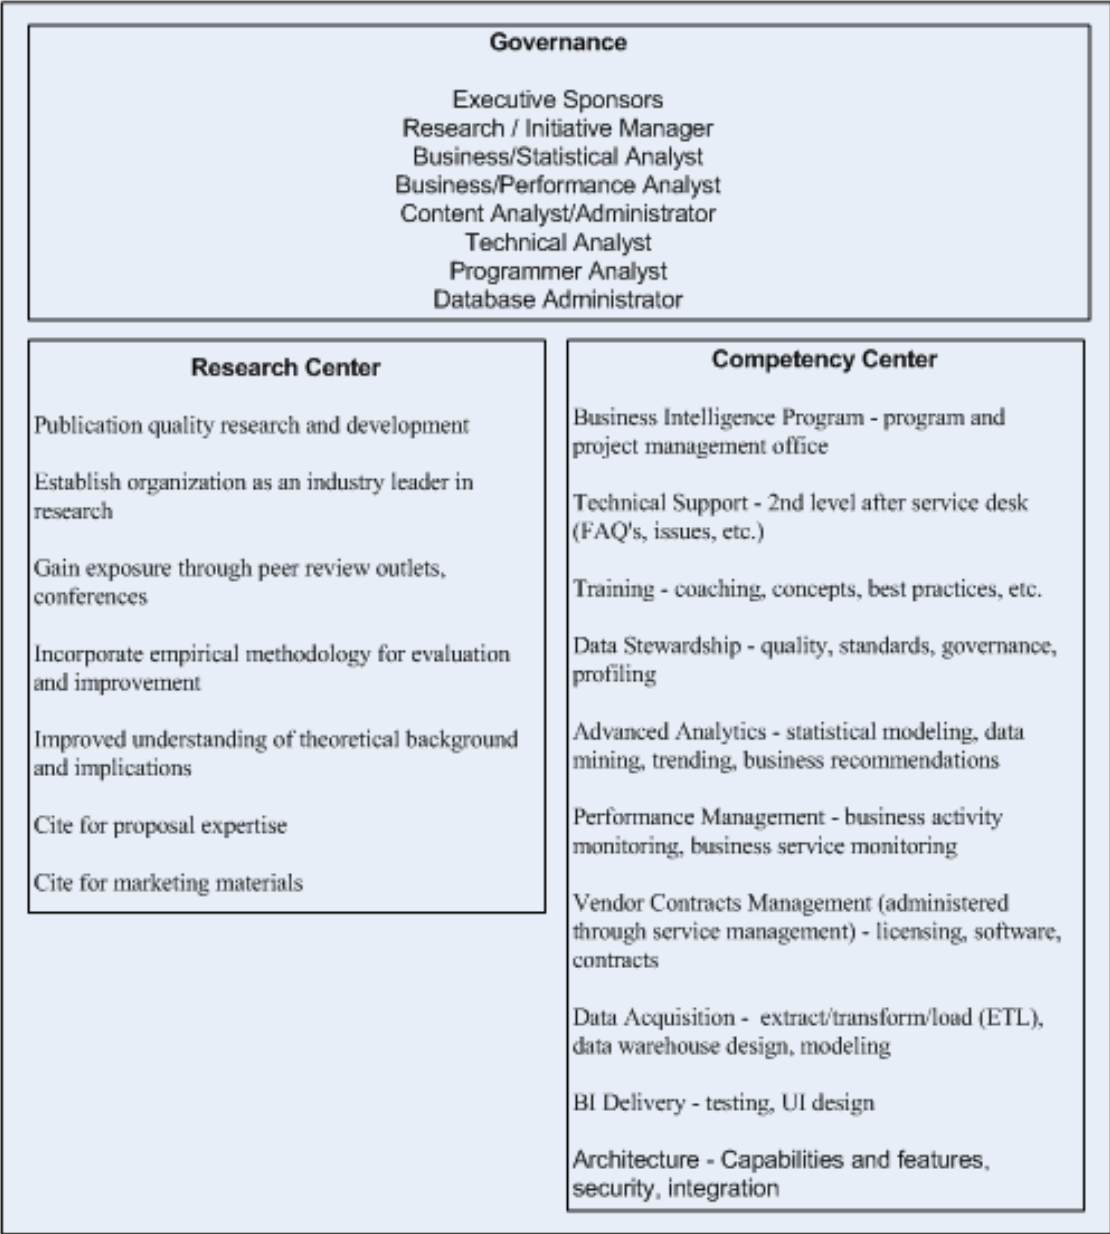 Governance
Executive Sponsors
Research / Initiative Manager
Business/Statistical Analyst
Business/Performance Analyst
Content Analyst/Administrator
Technical Analyst
Programmer Analyst
Database Administrator
Research Center
Publication quality research and development
Establish organization as an industry leader in
research
Gain exposure through peer review outlets,
conferences
Incorporate empirical methodology for evaluation
and improvement
Improved understanding of theoretical background
and implications
Cite for proposal expertise
Cite for marketing materials
Competency Center
Business Intelligence Program - program and
project management office
Technical Support - 2nd level after service desk
(FAQ's, issues, etc.)
Training - coaching, concepts, best practices, etc.
Data Stewardship - quality, standards, governance,
profiling
Advanced Analytics - statistical modeling, data
mining, trending, business recommendations
Performance Management - business activity
monitoring, business service monitoring
Vendor Contracts Management (administered
through service management) - licensing, software,
contracts
Data Acquisition -  extract/transform/load (ETL),
data warehouse design, modeling
BI Delivery - testing, UI design
Architecture - Capabilities and features,
security, integration